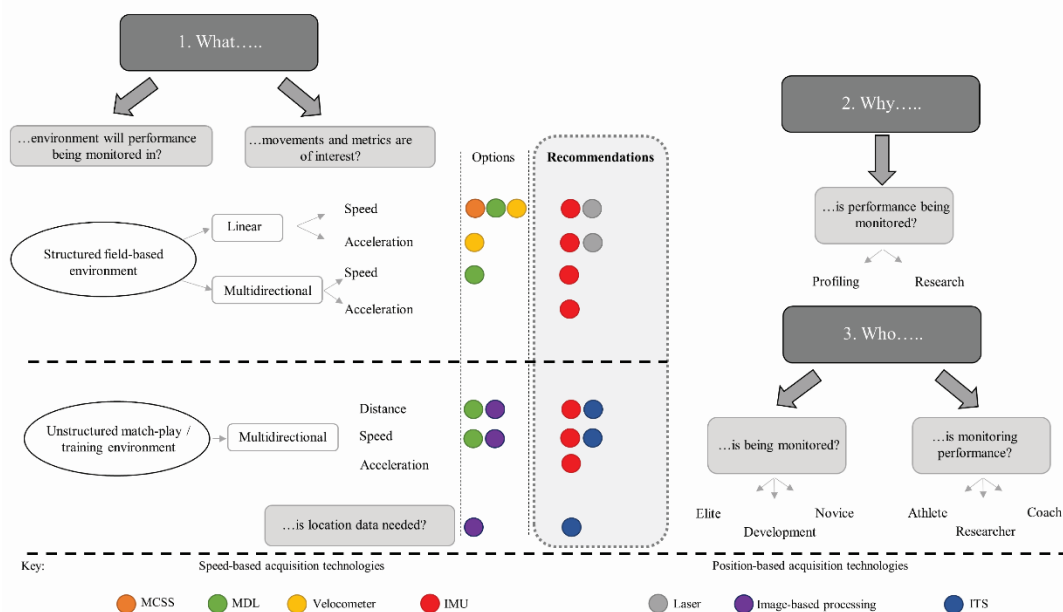 1. What…..
…environment will performance
being monitored in?
…movements and metrics are
of interest?
Options
Recommendations
Structured field-based
environment
Linear
Speed
Acceleration
Multidirectional
Speed
Acceleration
Unstructured match-play /
training environment
Multidirectional
Distance
Speed
Acceleration
…is location data needed?
2. Why…..
…is performance being
monitored?
Profiling
Research
3. Who…..
…is being monitored?
…is monitoring
performance?
Elite
Novice
Development
Athlete
Coach
Researcher
Key:
Speed-based acquisition technologies
Position-based acquisition technologies
MCSS
MDL
Velocometer
IMU
Laser
Image-based processing
ITS